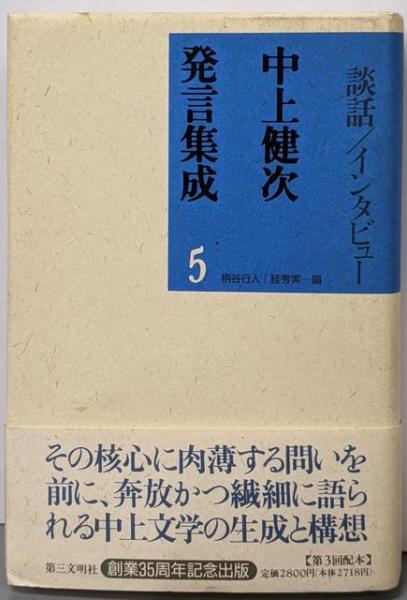 談話／インタビュー
中上健次
発言集成
5
柄谷行人｜絓秀実—編
その核心に肉薄する問いを
前に、奔放かつ繊細に語ら
れる中上文学の生成と構想
第三文明社
創業35周年記念出版
【第3回配本】
定価2800円(本体2718円)